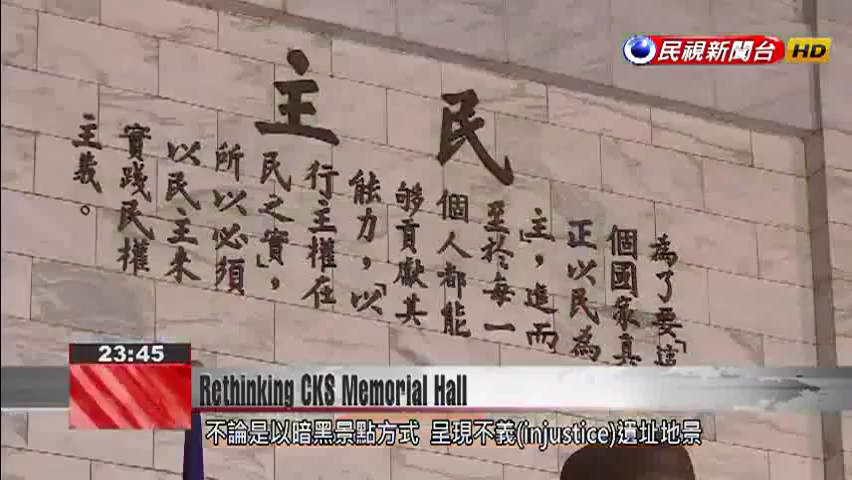 民視新聞台 HD
民主
為了要「這
個國家真
正以民為
主」,進而
至於每一
個人都能
够貢獻其
能力,「以
行主權在
民之實」,
所以必須
以民主來
實踐民權
主義。
23:45
Rethinking CKS Memorial Hall
不論是以暗黑景點方式 呈現不義(injustice)遺址地景